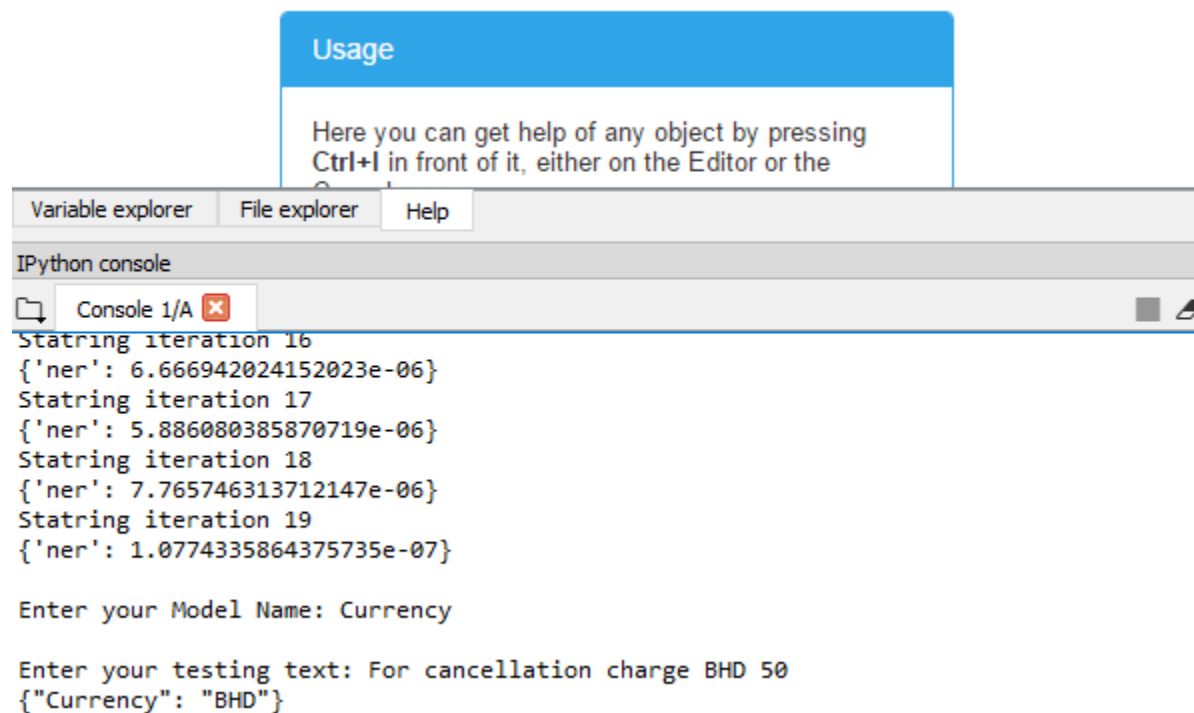 Usage
Here you can get help of any object by pressing
Ctrl+I in front of it, either on the Editor or the
Variable explorer File explorer Help
IPython console
Console 1/A
Statring iteration 16
{'ner': 6.666942024152023e-06}
Statring iteration 17
{'ner': 5.886080385870719e-06}
Statring iteration 18
{'ner': 7.765746313712147e-06}
Statring iteration 19
{'ner': 1.0774335864375735e-07}
Enter your Model Name: Currency
Enter your testing text: For cancellation charge BHD 50
{"Currency": "BHD"}